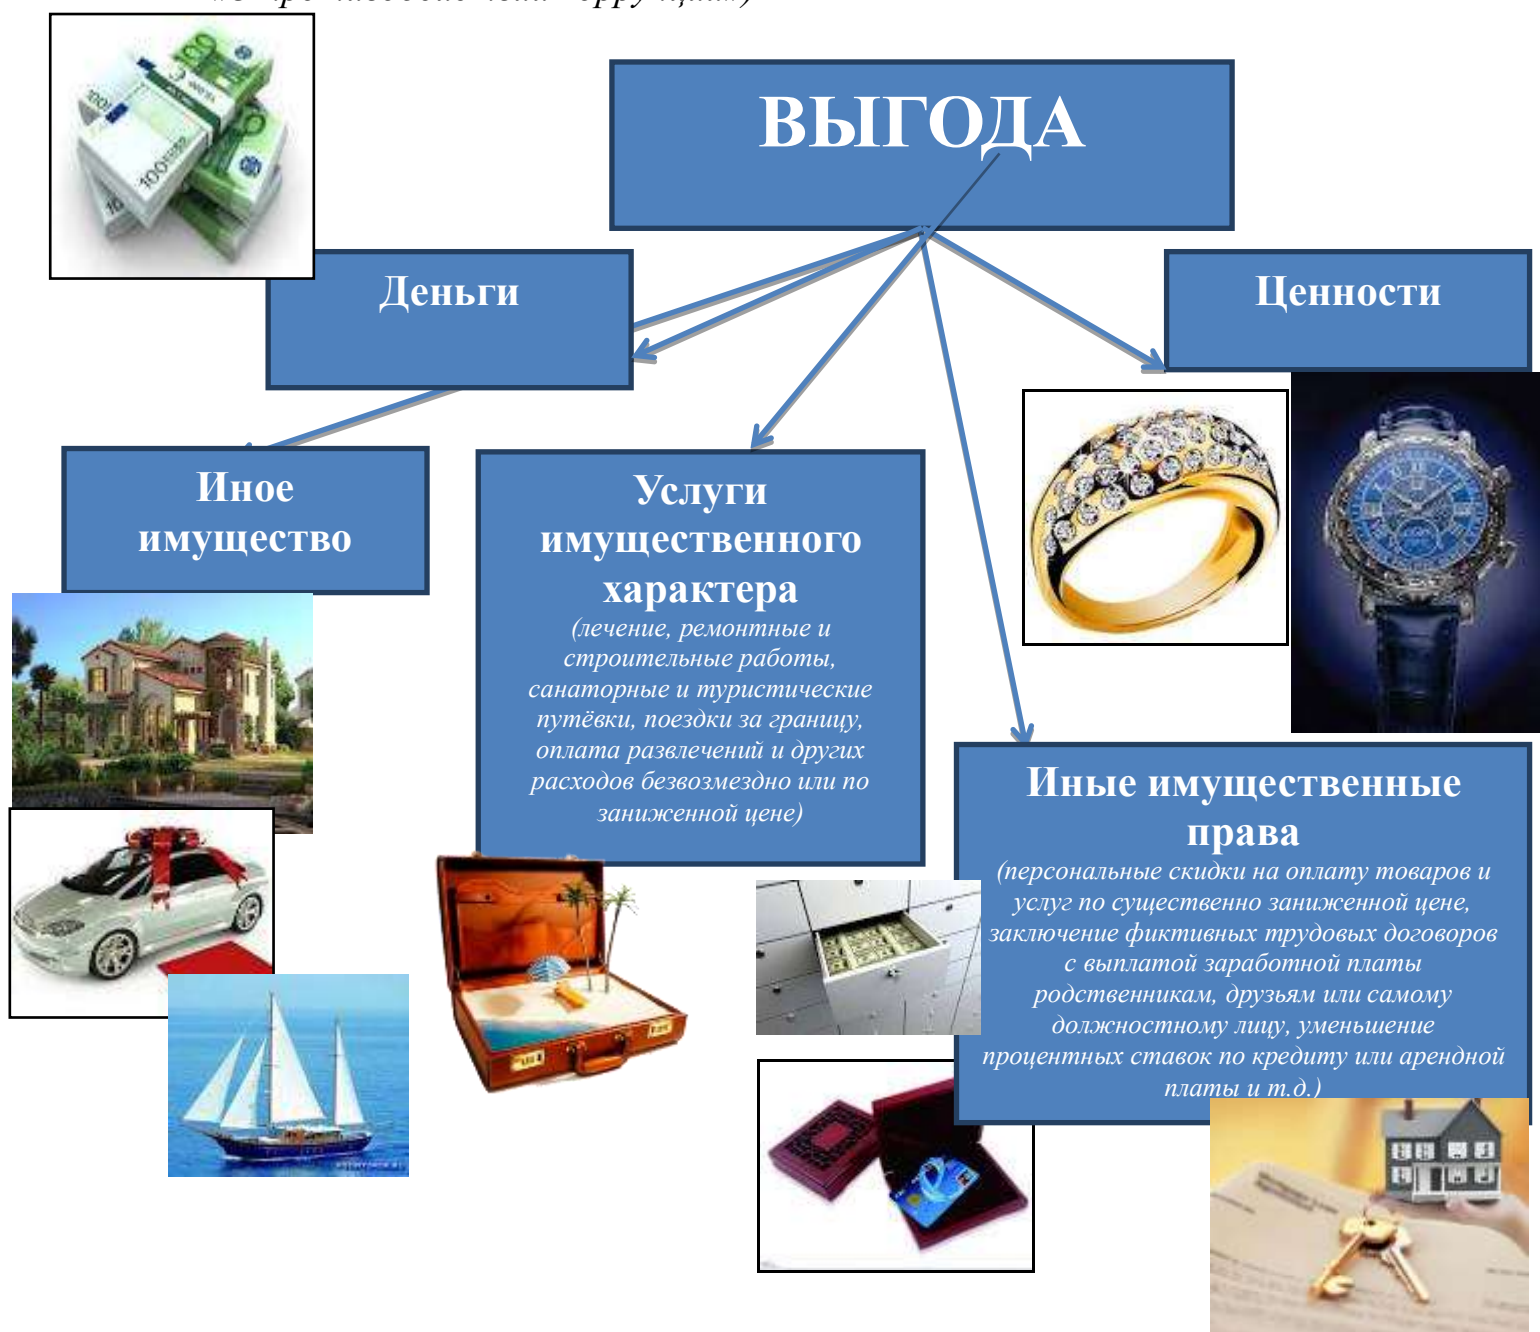 ВЫГОДА
Деньги
Ценности
Иное
имущество
Услуги
имущественного
характера
(лечение, ремонтные и
строительные работы,
санаторные и туристические
путёвки, поездки за границу,
оплата развлечений и других
расходов безвозмездно или по
заниженной цене)
Иные имущественные
права
(персональные скидки на оплату товаров и
услуг по существенно заниженной цене,
заключение фиктивных трудовых договоров
с выплатой заработной платы
родственникам, друзьям или самому
должностному лицу, уменьшение
процентных ставок по кредиту или арендной
платы и т.д.)
100
100